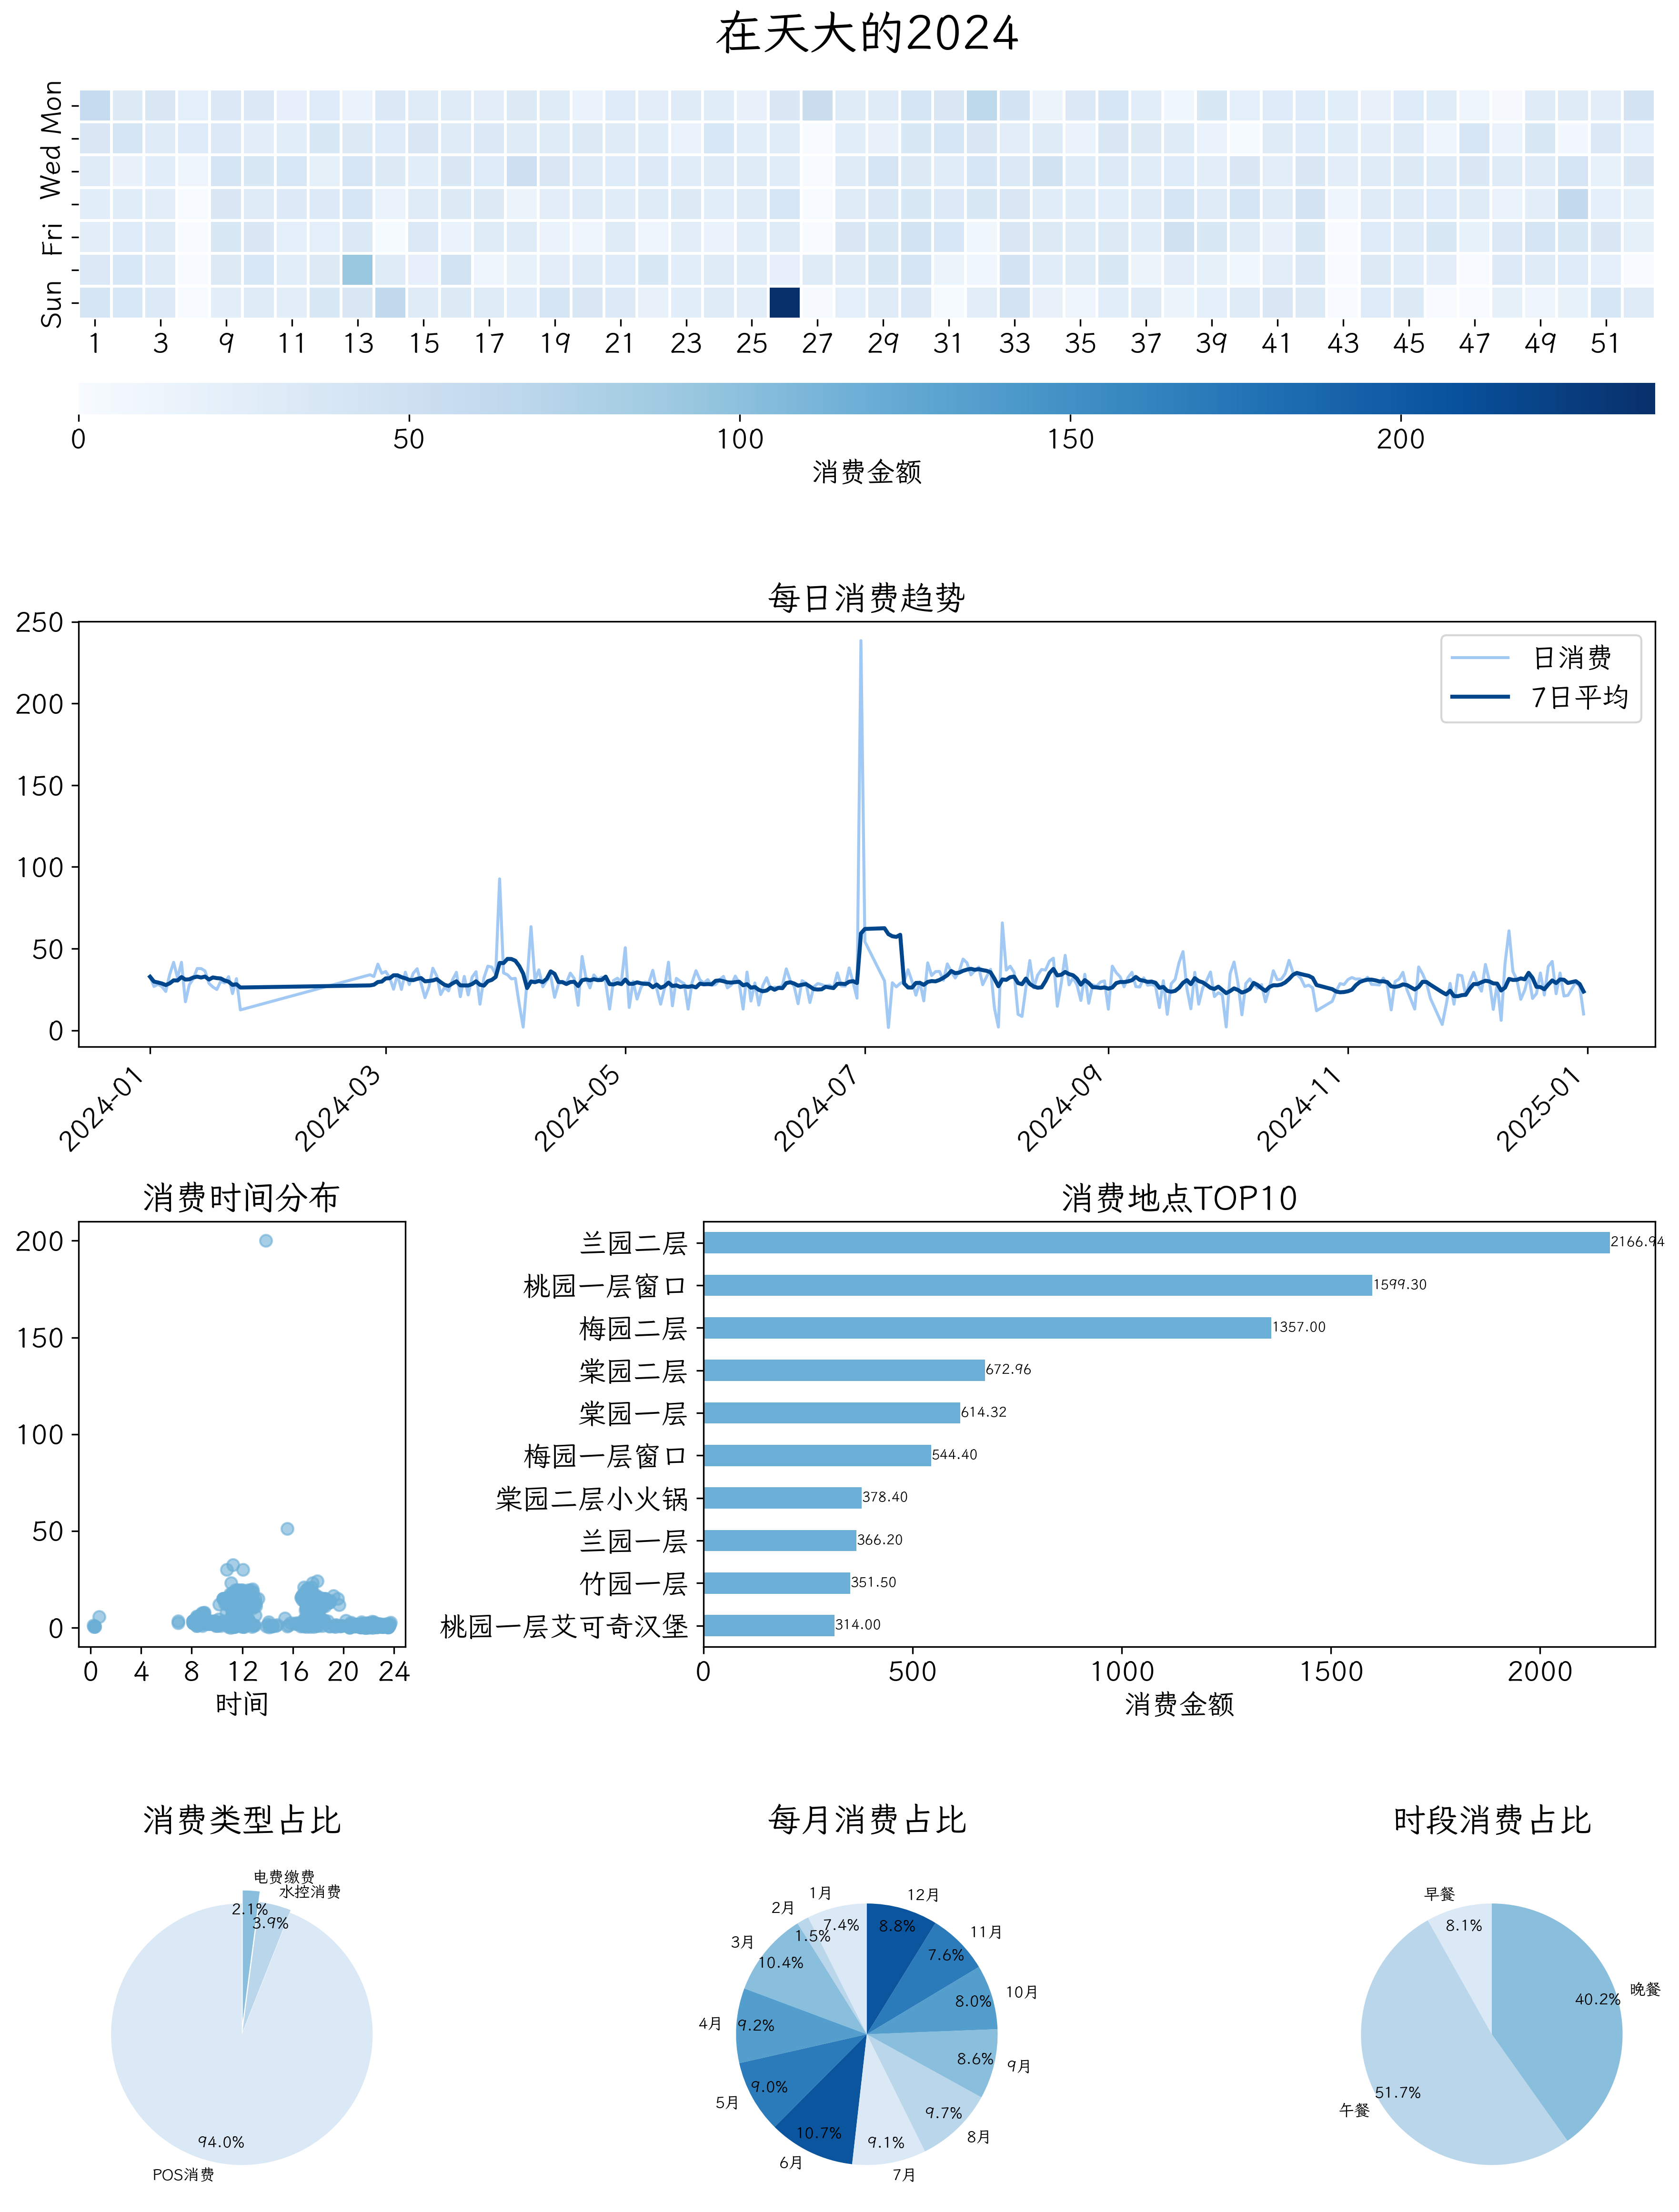 在天大的2024
Mon
Wed
Fri
Sun
1 3 9 11 13 15 17 19 21 23 25 27 29 31 33 35 37 39 41 43 45 47 49 51
0 50 100 150 200
消费金额
每日消费趋势
250
200
150
100
50
0
日消费
7日平均
2024-01 2024-03 2024-05 2024-07 2024-09 2024-11 2025-01
消费时间分布
200
150
100
50
0
0 4 8 12 16 20 24
时间
消费地点TOP10
兰园二层 2166.94
桃园一层窗口 1599.30
梅园二层 1357.00
棠园二层 672.96
棠园一层 614.32
梅园一层窗口 544.40
棠园二层小火锅 378.40
兰园一层 366.20
竹园一层 351.50
桃园一层艾可奇汉堡 314.00
0 500 1000 1500 2000
消费金额
消费类型占比
电费缴费
水控消费
2.1%
3.9%
94.0%
POS消费
每月消费占比
1月 7.4%
2月 1.5%
3月 10.4%
4月 9.2%
5月 9.0%
6月 10.7%
7月 9.1%
8月 9.7%
9月 8.6%
10月 8.0%
11月 7.6%
12月 8.8%
时段消费占比
早餐 8.1%
午餐 51.7%
晚餐 40.2%